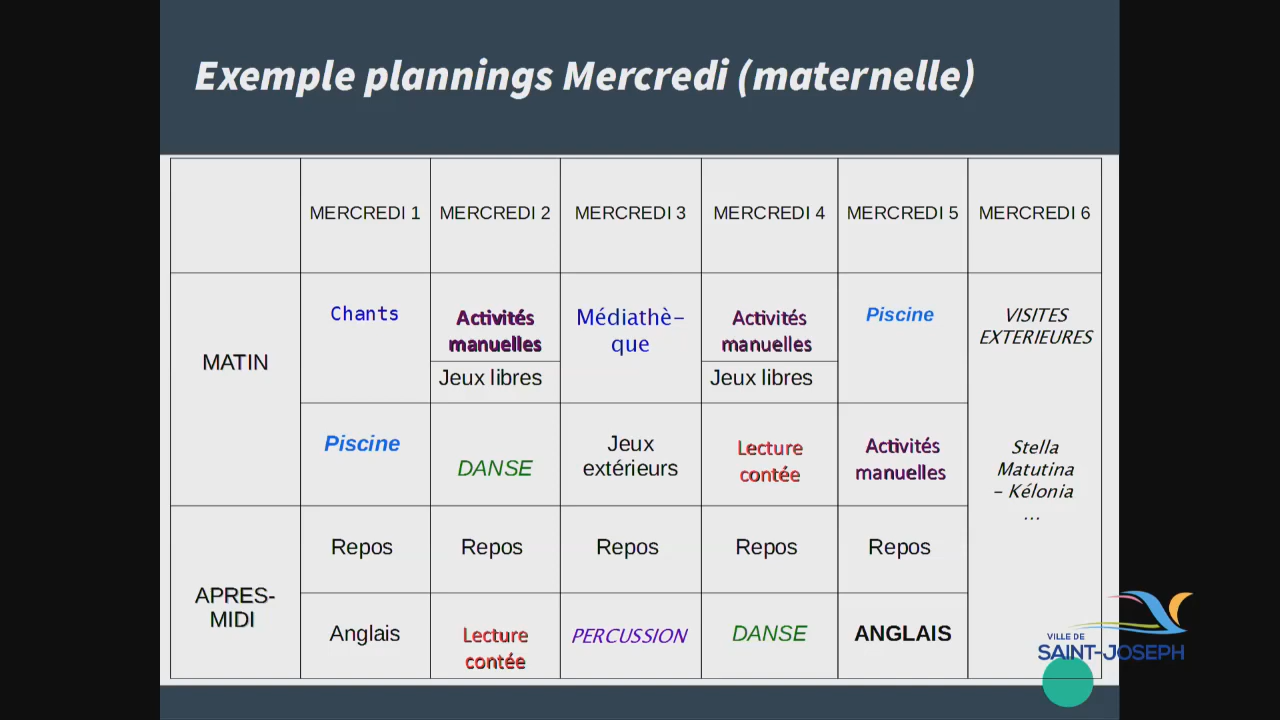 Exemple plannings Mercredi (maternelle)
MERCREDI 1 MERCREDI 2 MERCREDI 3 MERCREDI 4 MERCREDI 5 MERCREDI 6
MATIN
Chants
Activités
manuelles
Jeux libres
Médiathè-
que
Activités
manuelles
Jeux libres
Piscine
VISITES
EXTERIEURES
Piscine
DANSE
Jeux
extérieurs
Lecture
contée
Activités
manuelles
Stella
Matutina
– Kélonia
...
APRES-
MIDI
Repos Repos Repos Repos Repos
Anglais
Lecture
contée
PERCUSSION
DANSE
ANGLAIS
VILLE DE
SAINT-JOSEPH